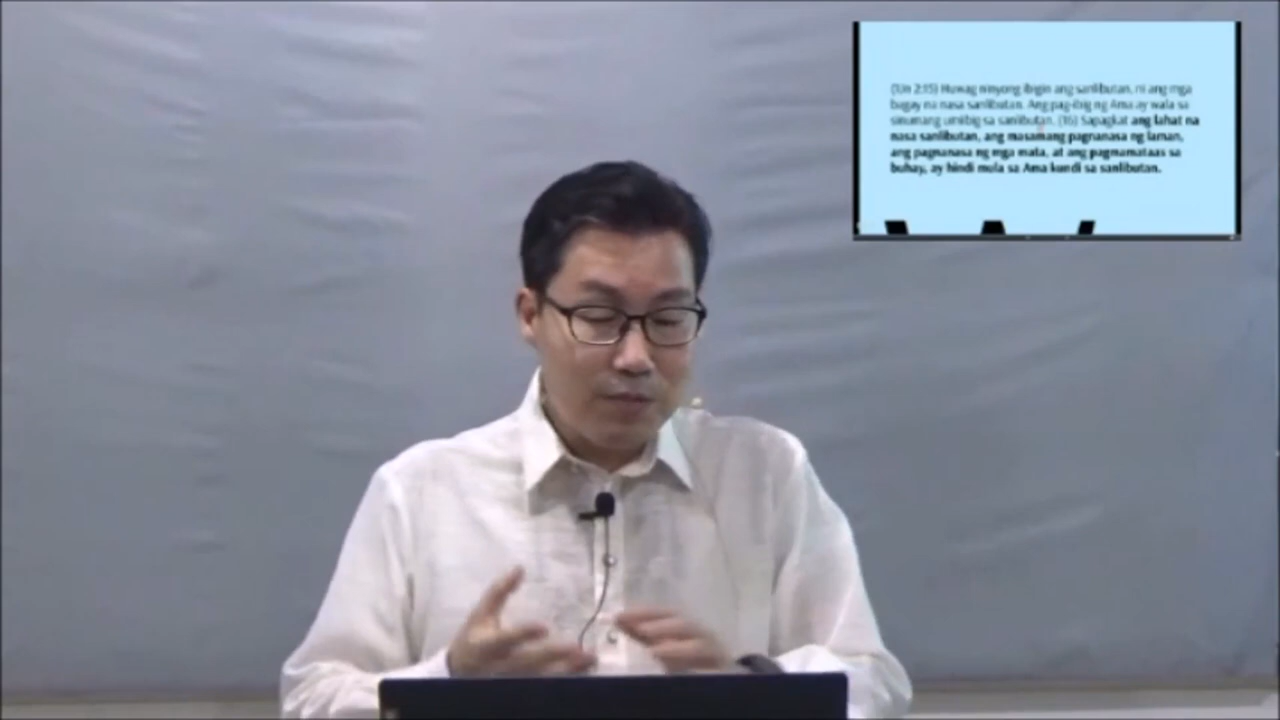 (1Jn 2:15) Huwag ninyong ibigin ang sanlibutan, ni ang mga
bagay na nasa sanlibutan. Ang pag-ibig ng Ama ay wala sa
sinumang umiibig sa sanlibutan. (16) Sapagkat ang lahat na
nasa sanlibutan, ang masamang pagnanasa ng laman,
ang pagnanasa ng mga mata, at ang pagmamataas sa
buhay, ay hindi mula sa Ama kundi sa sanlibutan.